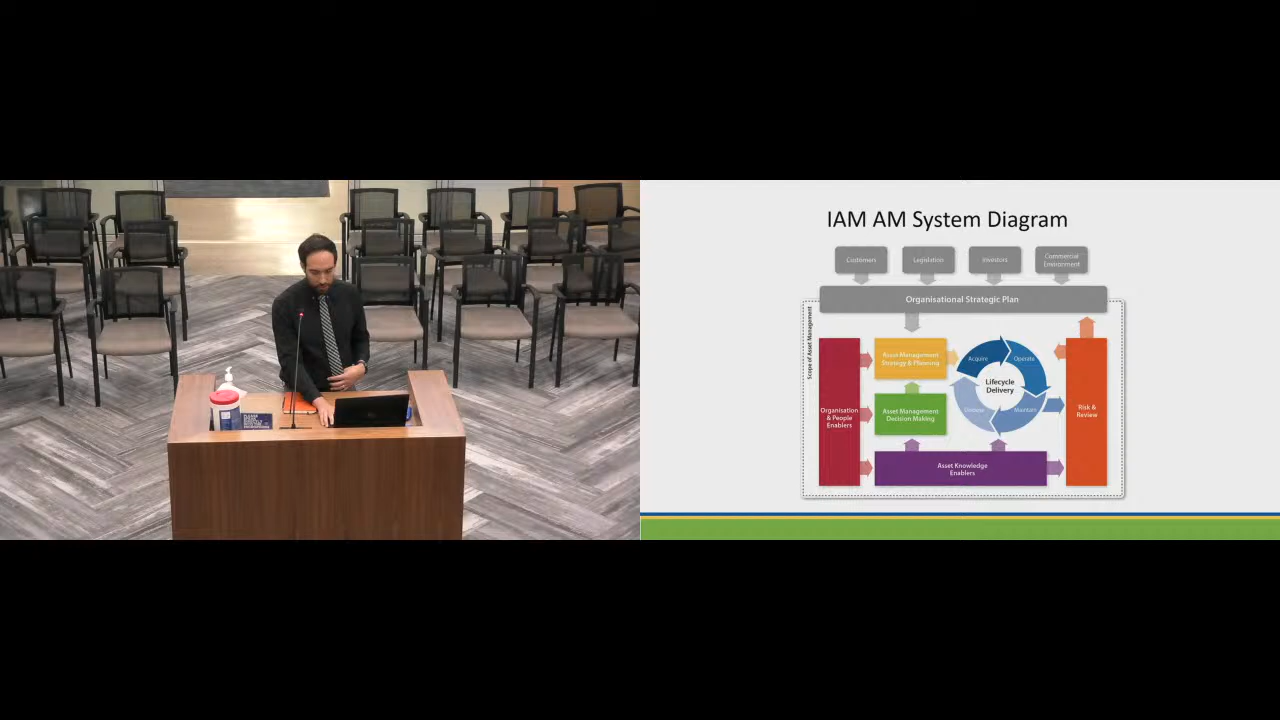 IAM AM System Diagram
Customers
Legislation
Investors
Commercial
Environment
Organisational Strategic Plan
Scope of Asset Management
Organisation
& People
Enablers
Asset Management
Strategy & Planning
Asset Management
Decision Making
Acquire
Operate
Lifecycle
Delivery
Maintain
Risk &
Review
Asset Knowledge
Enablers
PLEASE